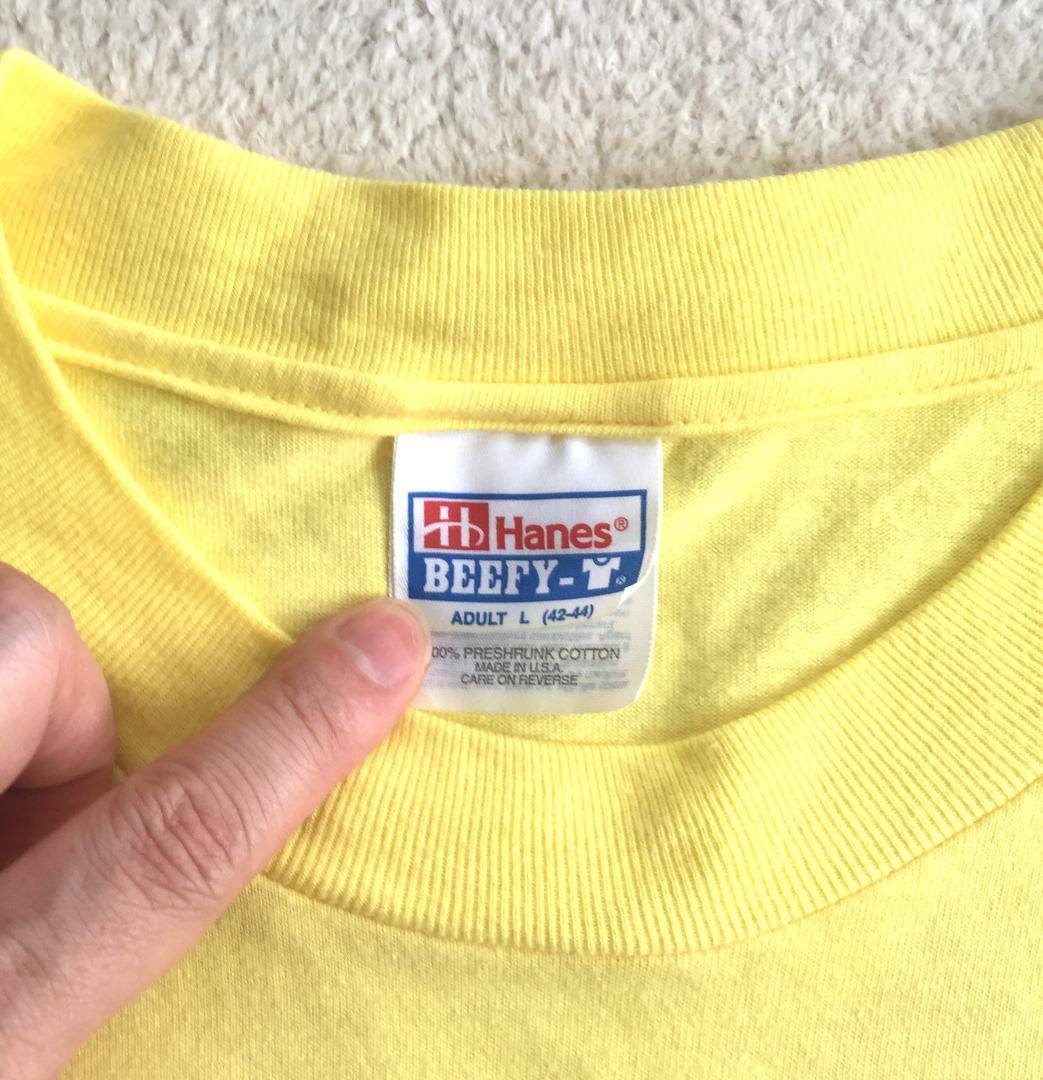 H Hanes®
BEEFY-T®
ADULT L (42-44)
00% PRESHRUNK COTTON
MADE IN U.S.A.
CARE ON REVERSE